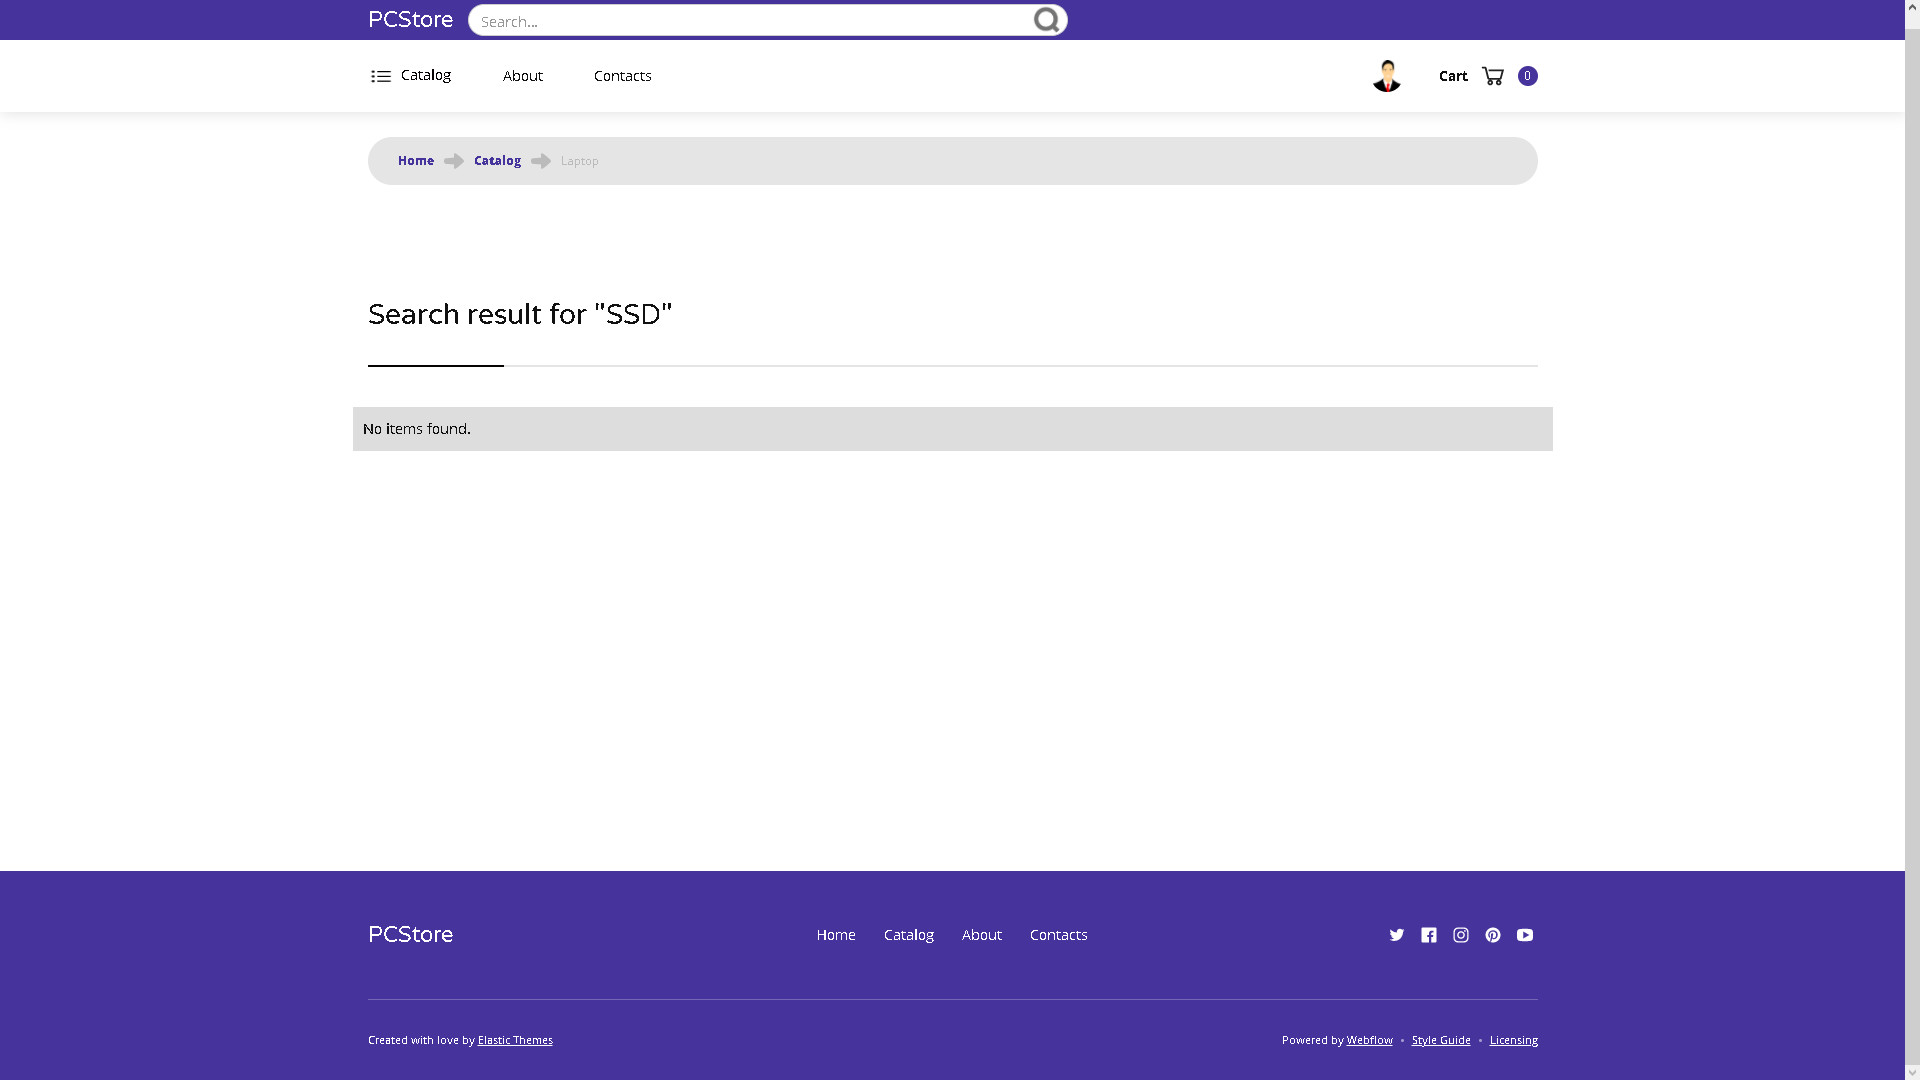 PCStore
Search...
Catalog
About
Contacts
Cart
0
Home
Catalog
Laptop
Search result for "SSD"
No items found.
PCStore
Home
Catalog
About
Contacts
Created with love by Elastic Themes
Powered by Webflow • Style Guide • Licensing